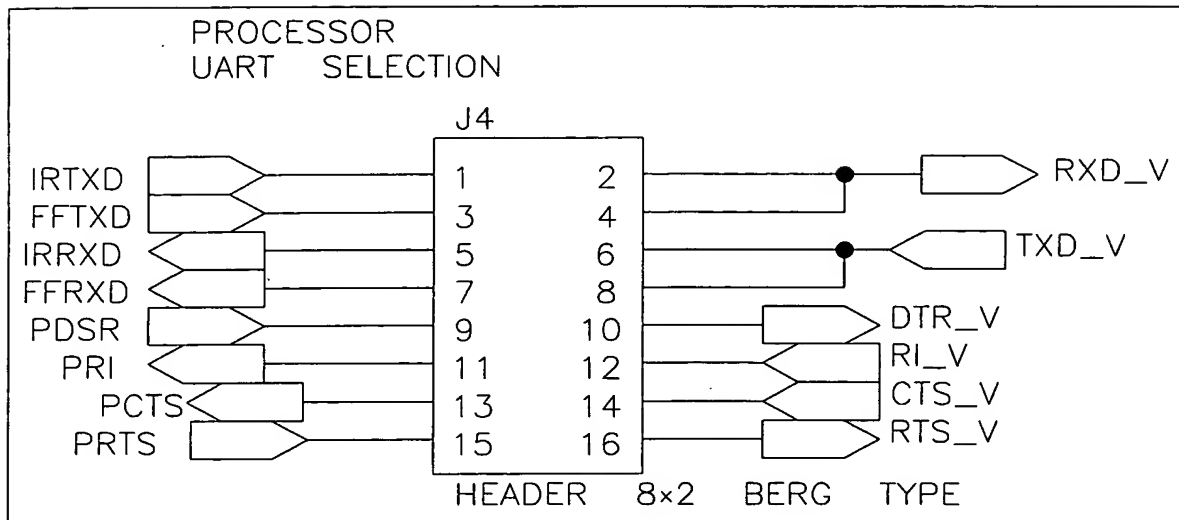 PROCESSOR
UART SELECTION
J4
IRTXD 1 2 RXD_V
FFTXD 3 4
IRRXD 5 6 TXD_V
FFRXD 7 8
PDSR 9 10 DTR_V
PRI 11 12 RI_V
PCTS 13 14 CTS_V
PRTS 15 16 RTS_V
HEADER 8×2 BERG TYPE